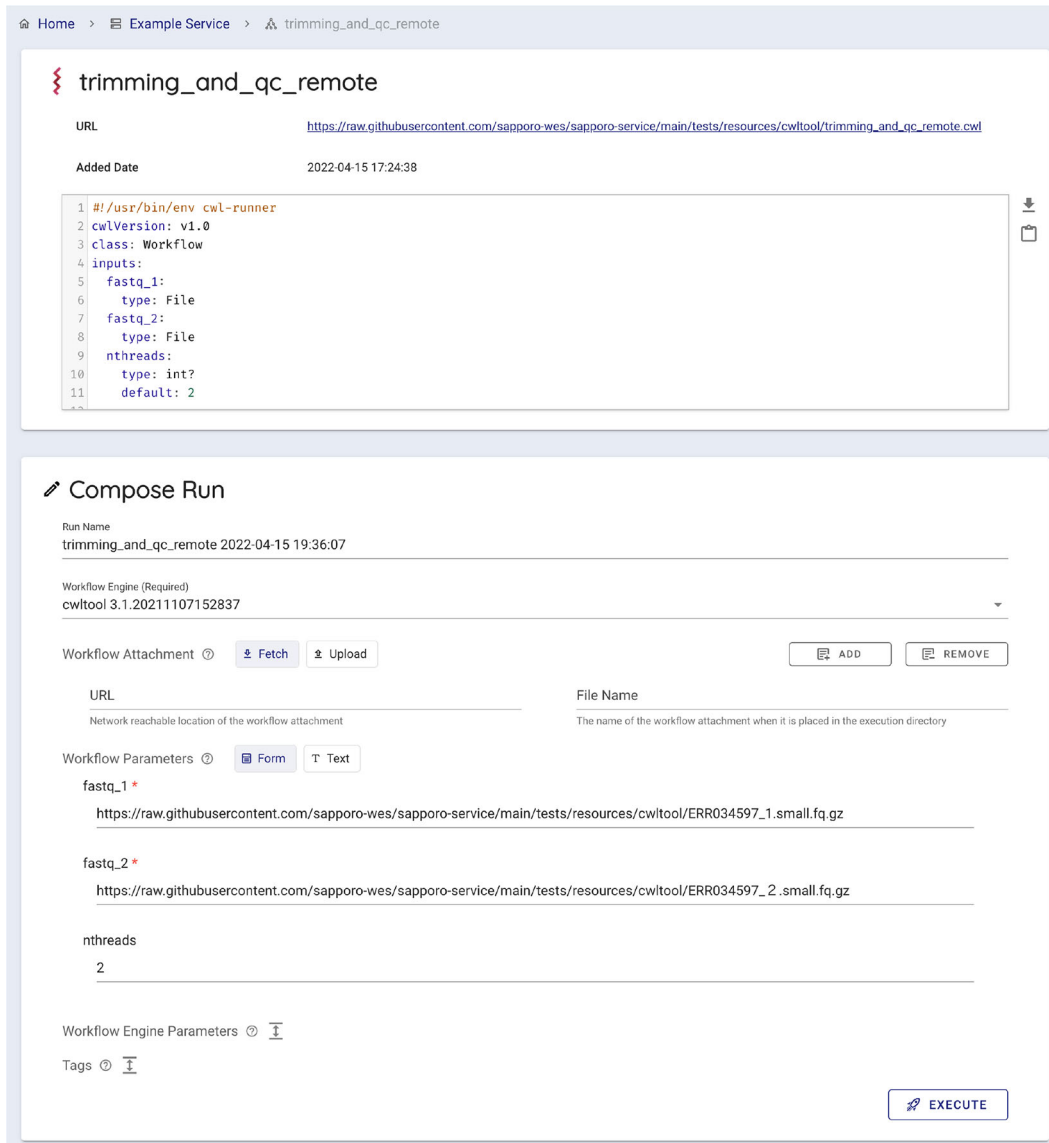 Home > Example Service > trimming_and_qc_remote
trimming_and_qc_remote
URL https://raw.githubusercontent.com/sapporo-wes/sapporo-service/main/tests/resources/cwltool/trimming_and_qc_remote.cwl
Added Date 2022-04-15 17:24:38
1 #!/usr/bin/env cwl-runner
2 cwlVersion: v1.0
3 class: Workflow
4 inputs:
5 fastq_1:
6 type: File
7 fastq_2:
8 type: File
9 nthreads:
10 type: int?
11 default: 2
Compose Run
Run Name
trimming_and_qc_remote 2022-04-15 19:36:07
Workflow Engine (Required)
cwltool 3.1.20211107152837
Workflow Attachment Fetch Upload ADD REMOVE
URL File Name
Network reachable location of the workflow attachment The name of the workflow attachment when it is placed in the execution directory
Workflow Parameters Form T Text
fastq_1 *
https://raw.githubusercontent.com/sapporo-wes/sapporo-service/main/tests/resources/cwltool/ERR034597_1.small.fq.gz
fastq_2 *
https://raw.githubusercontent.com/sapporo-wes/sapporo-service/main/tests/resources/cwltool/ERR034597_２.small.fq.gz
nthreads
2
Workflow Engine Parameters
Tags
EXECUTE